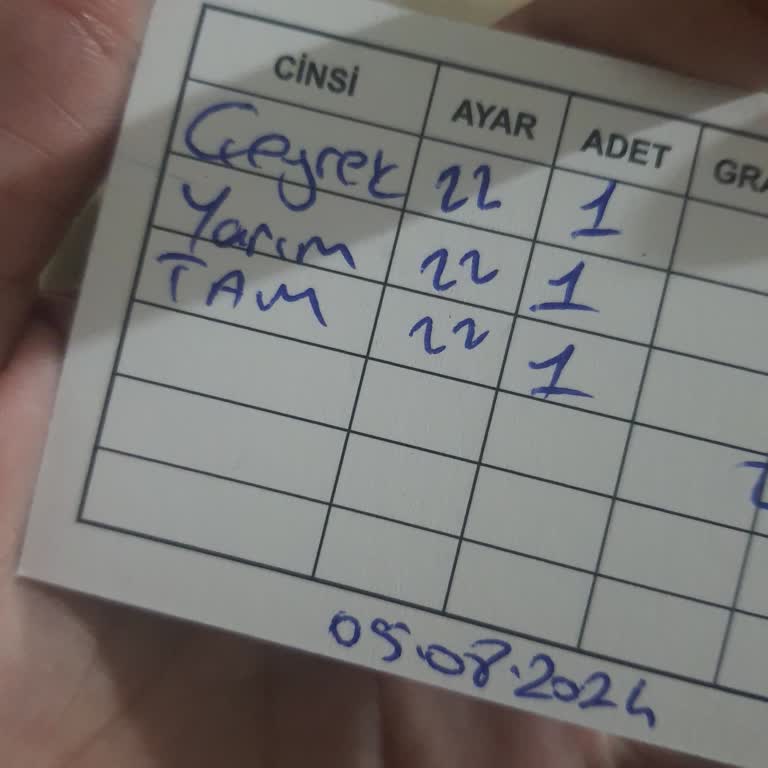 CİNSİ AYAR ADET GRA
Çeyrek 22 1
Yarım 22 1
TAM 22 1
05.08.2024